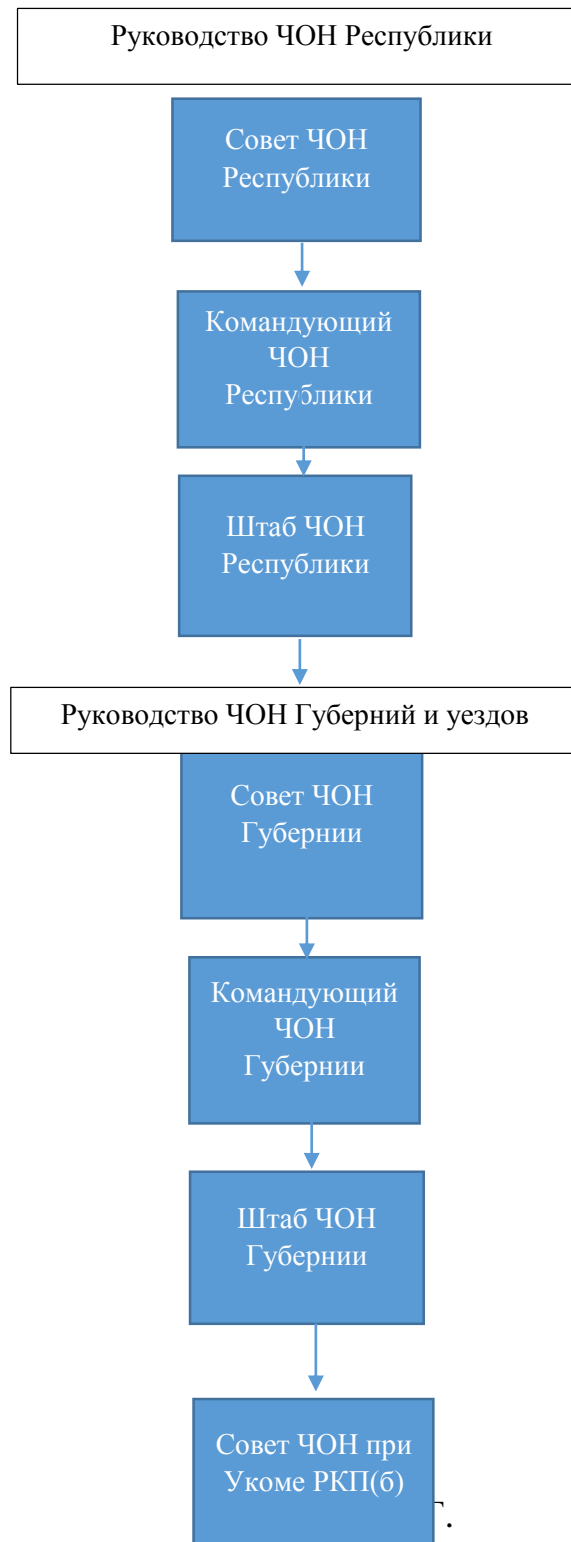 Руководство ЧОН Республики
Совет ЧОН
Республики
Командующий
ЧОН
Республики
Штаб ЧОН
Республики
Руководство ЧОН Губерний и уездов
Совет ЧОН
Губернии
Командующий
ЧОН
Губернии
Штаб ЧОН
Губернии
Совет ЧОН при
Укоме РКП(б)